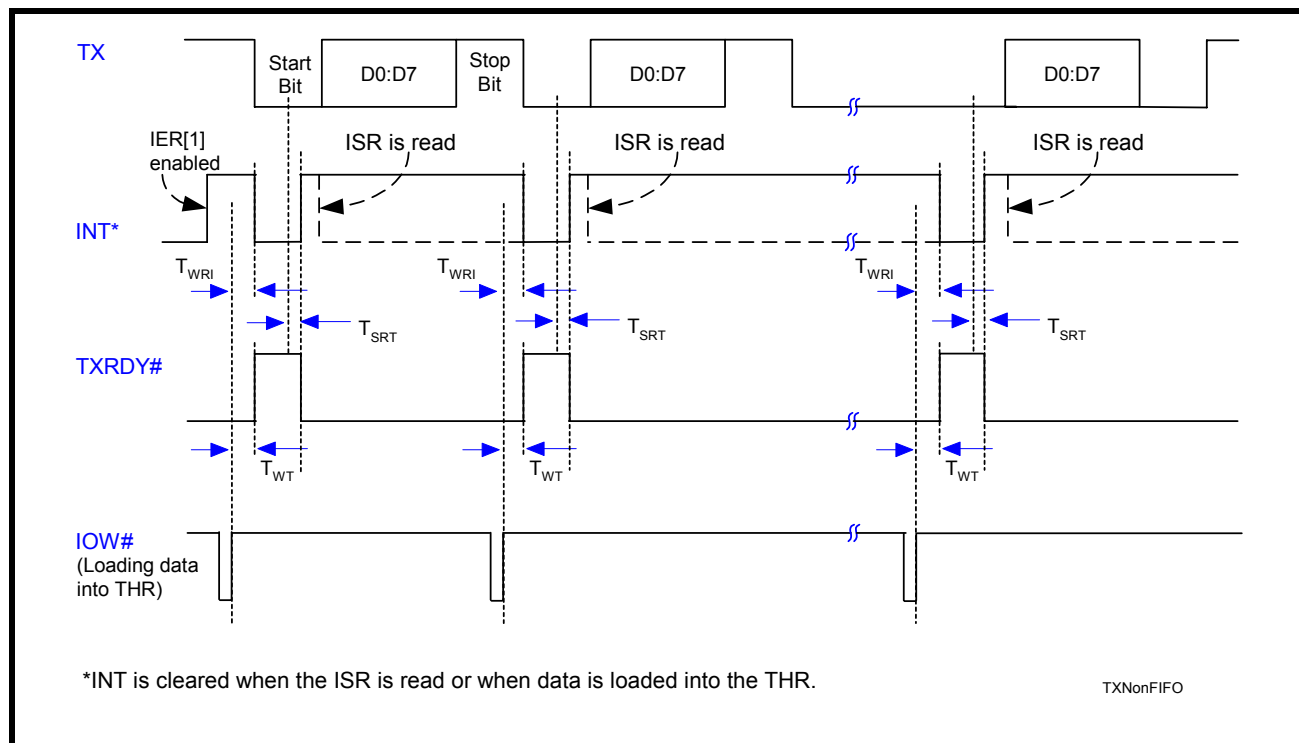 TX
Start
Bit
D0:D7
Stop
Bit
D0:D7
D0:D7
IER[1]
enabled
ISR is read
ISR is read
ISR is read
INT*
TWRI
TWRI
TWRI
TSRT
TSRT
TSRT
TXRDY#
TWT
TWT
TWT
IOW#
(Loading data
into THR)
*INT is cleared when the ISR is read or when data is loaded into the THR.
TXNonFIFO